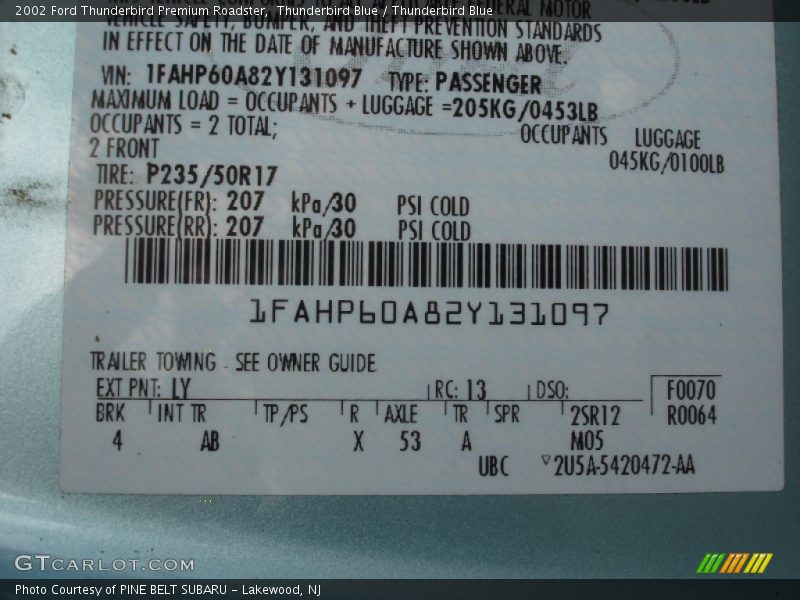 2002 Ford Thunderbird Premium Roadster , Thunderbird Blue / Thunderbird Blue
MOTOR
VEHICLE SAFETY, BUMPER, AND THEFT PREVENTION STANDARDS
IN EFFECT ON THE DATE OF MANUFACTURE SHOWN ABOVE.
VIN: 1FAHP60A82Y131097 TYPE: PASSENGER
MAXIMUM LOAD = OCCUPANTS + LUGGAGE =205KG/0453LB
OCCUPANTS = 2 TOTAL; OCCUPANTS LUGGAGE
2 FRONT 045KG/0100LB
TIRE: P235/50R17
PRESSURE(FR): 207 kPa/30 PSI COLD
PRESSURE(RR): 207 kPa/30 PSI COLD
1FAHP60A82Y131097
TRAILER TOWING - SEE OWNER GUIDE
EXT PNT: LY RC: 13 DSO: F0070
BRK INT TR TP/PS R AXLE TR SPR 2SR12 R0064
4 AB X 53 A M05
UBC ▽2U5A-5420472-AA
GTCARLOT.COM
Photo Courtesy of PINE BELT SUBARU – Lakewood, NJ